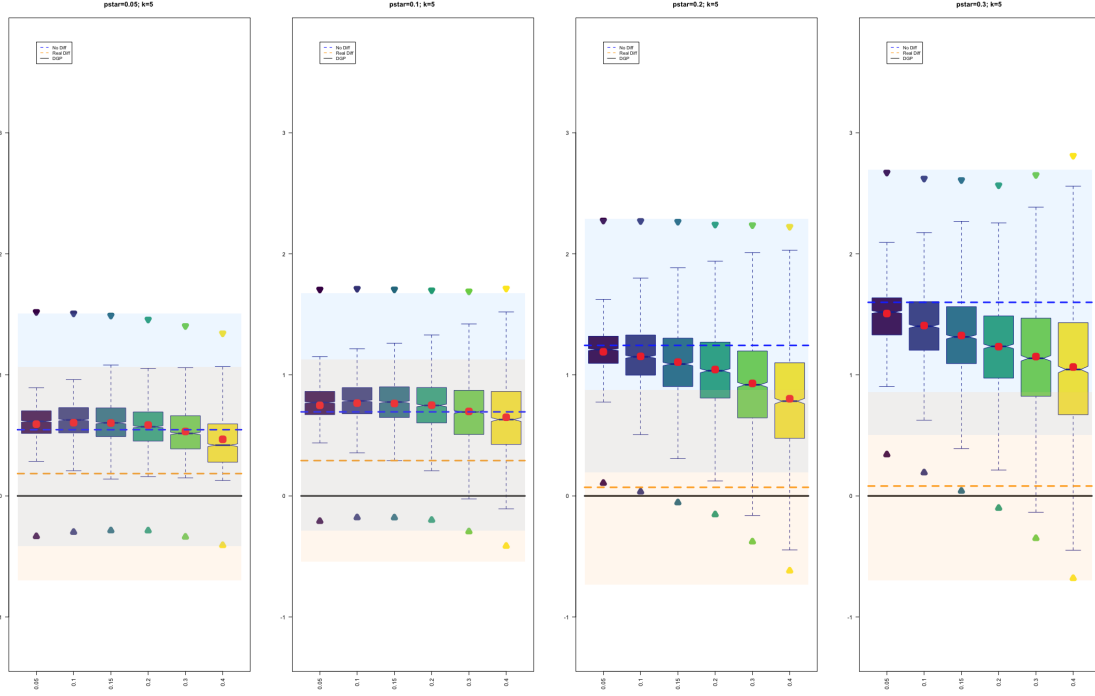 pstar=0.05; k=5
No Diff
Real Diff
DGP
3
2
1
0
-1
0.05
0.1
0.15
0.2
0.3
0.4
pstar=0.1; k=5
No Diff
Real Diff
DGP
3
2
1
0
-1
0.05
0.1
0.15
0.2
0.3
0.4
pstar=0.2; k=5
No Diff
Real Diff
DGP
3
2
1
0
-1
0.05
0.1
0.15
0.2
0.3
0.4
pstar=0.3; k=5
No Diff
Real Diff
DGP
3
2
1
0
-1
0.05
0.1
0.15
0.2
0.3
0.4